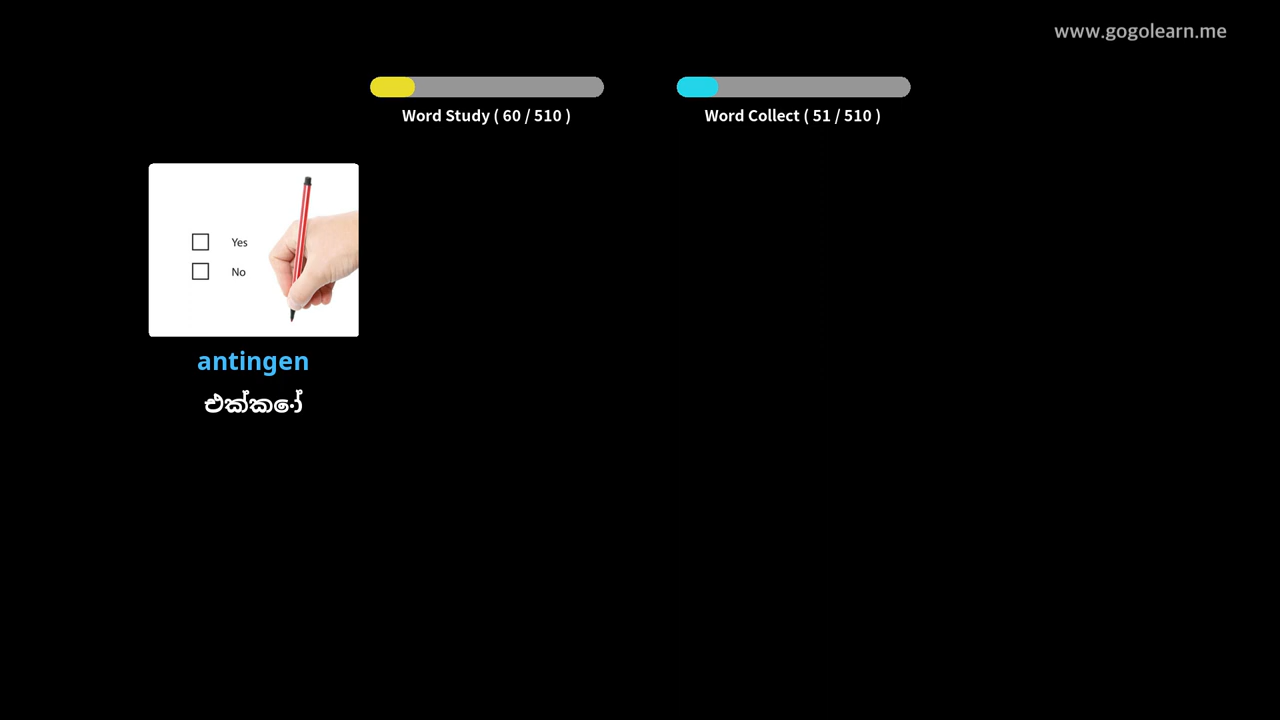 www.gogolearn.me
Word Study ( 60 / 510 )
Word Collect ( 51 / 510 )
Yes
No
antingen
එක්කෝ